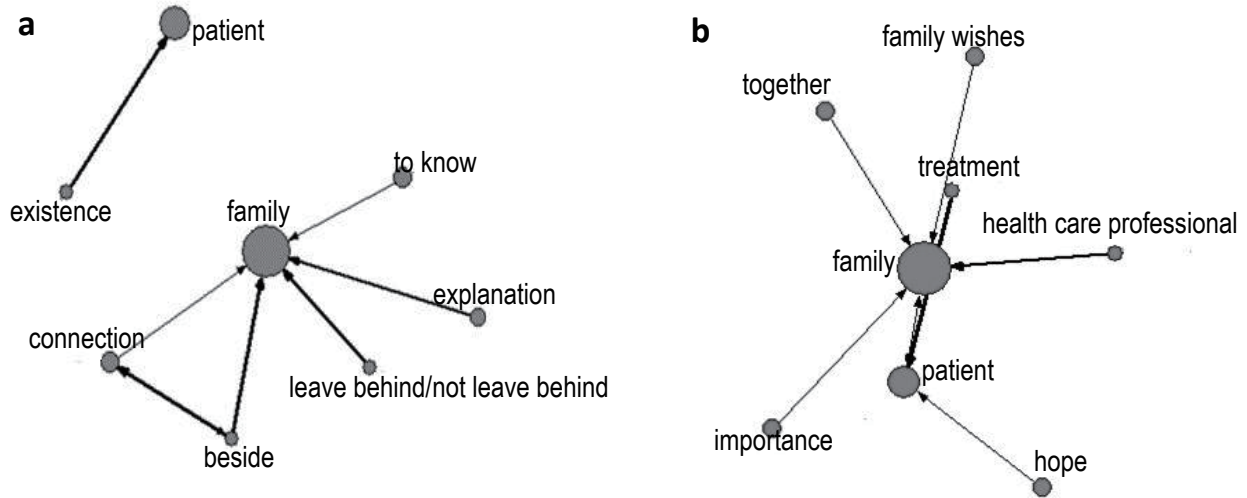 a
patient
existence
to know
family
explanation
connection
leave behind/not leave behind
beside
b
family wishes
together
treatment
health care professional
family
patient
importance
hope